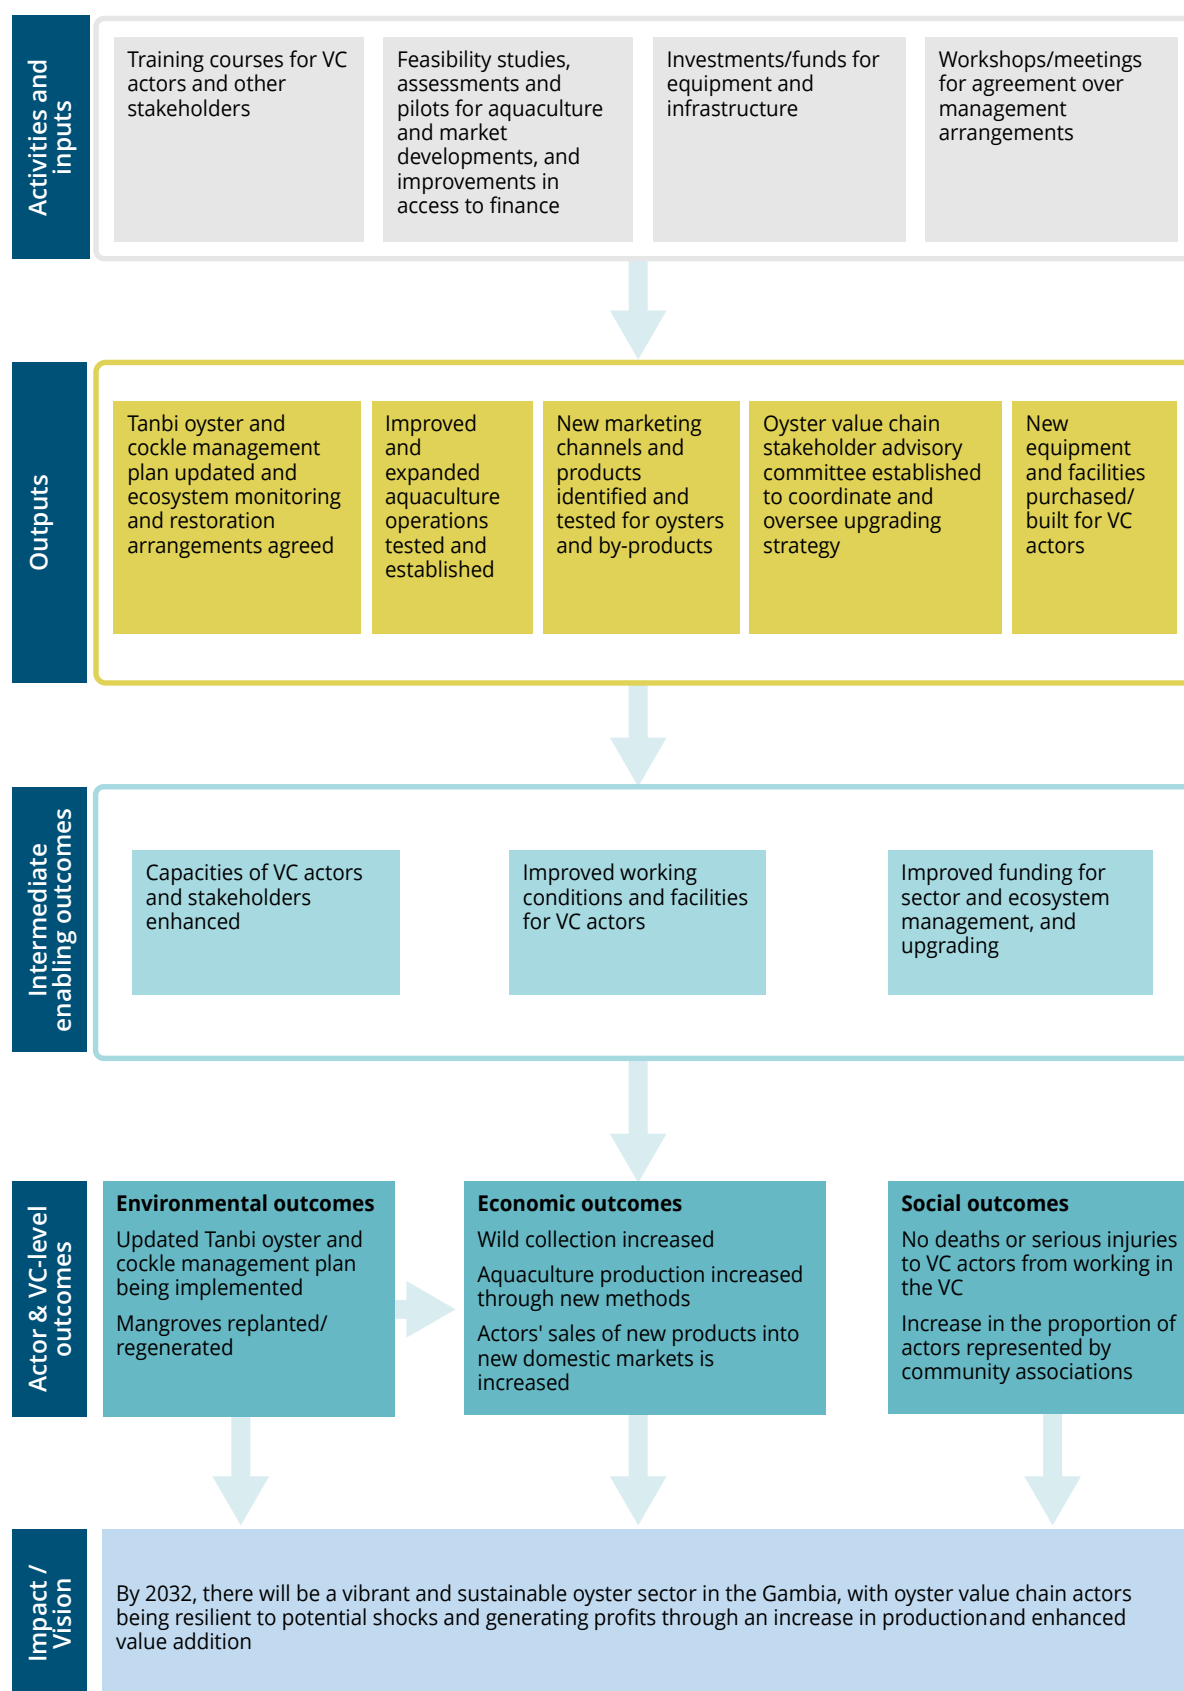 Activities and
inputs
Training courses for VC
actors and other
stakeholders
Feasibility studies,
assessments and
pilots for aquaculture
and market
developments, and
improvements in
access to finance
Investments/funds for
equipment and
infrastructure
Workshops/meetings
for agreement over
management
arrangements
Outputs
Tanbi oyster and
cockle management
plan updated and
ecosystem monitoring
and restoration
arrangements agreed
Improved
and
expanded
aquaculture
operations
tested and
established
New marketing
channels and
products
identified and
tested for oysters
and by-products
Oyster value chain
stakeholder advisory
committee established
to coordinate and
oversee upgrading
strategy
New
equipment
and facilities
purchased/
built for VC
actors
Intermediate
enabling outcomes
Capacities of VC actors
and stakeholders
enhanced
Improved working
conditions and facilities
for VC actors
Improved funding for
sector and ecosystem
management, and
upgrading
Actor & VC-level
outcomes
Environmental outcomes
Updated Tanbi oyster and
cockle management plan
being implemented
Mangroves replanted/
regenerated
Economic outcomes
Wild collection increased
Aquaculture production increased
through new methods
Actors' sales of new products into
new domestic markets is
increased
Social outcomes
No deaths or serious injuries
to VC actors from working in
the VC
Increase in the proportion of
actors represented by
community associations
Impact /
Vision
By 2032, there will be a vibrant and sustainable oyster sector in the Gambia, with oyster value chain actors
being resilient to potential shocks and generating profits through an increase in productionand enhanced
value addition